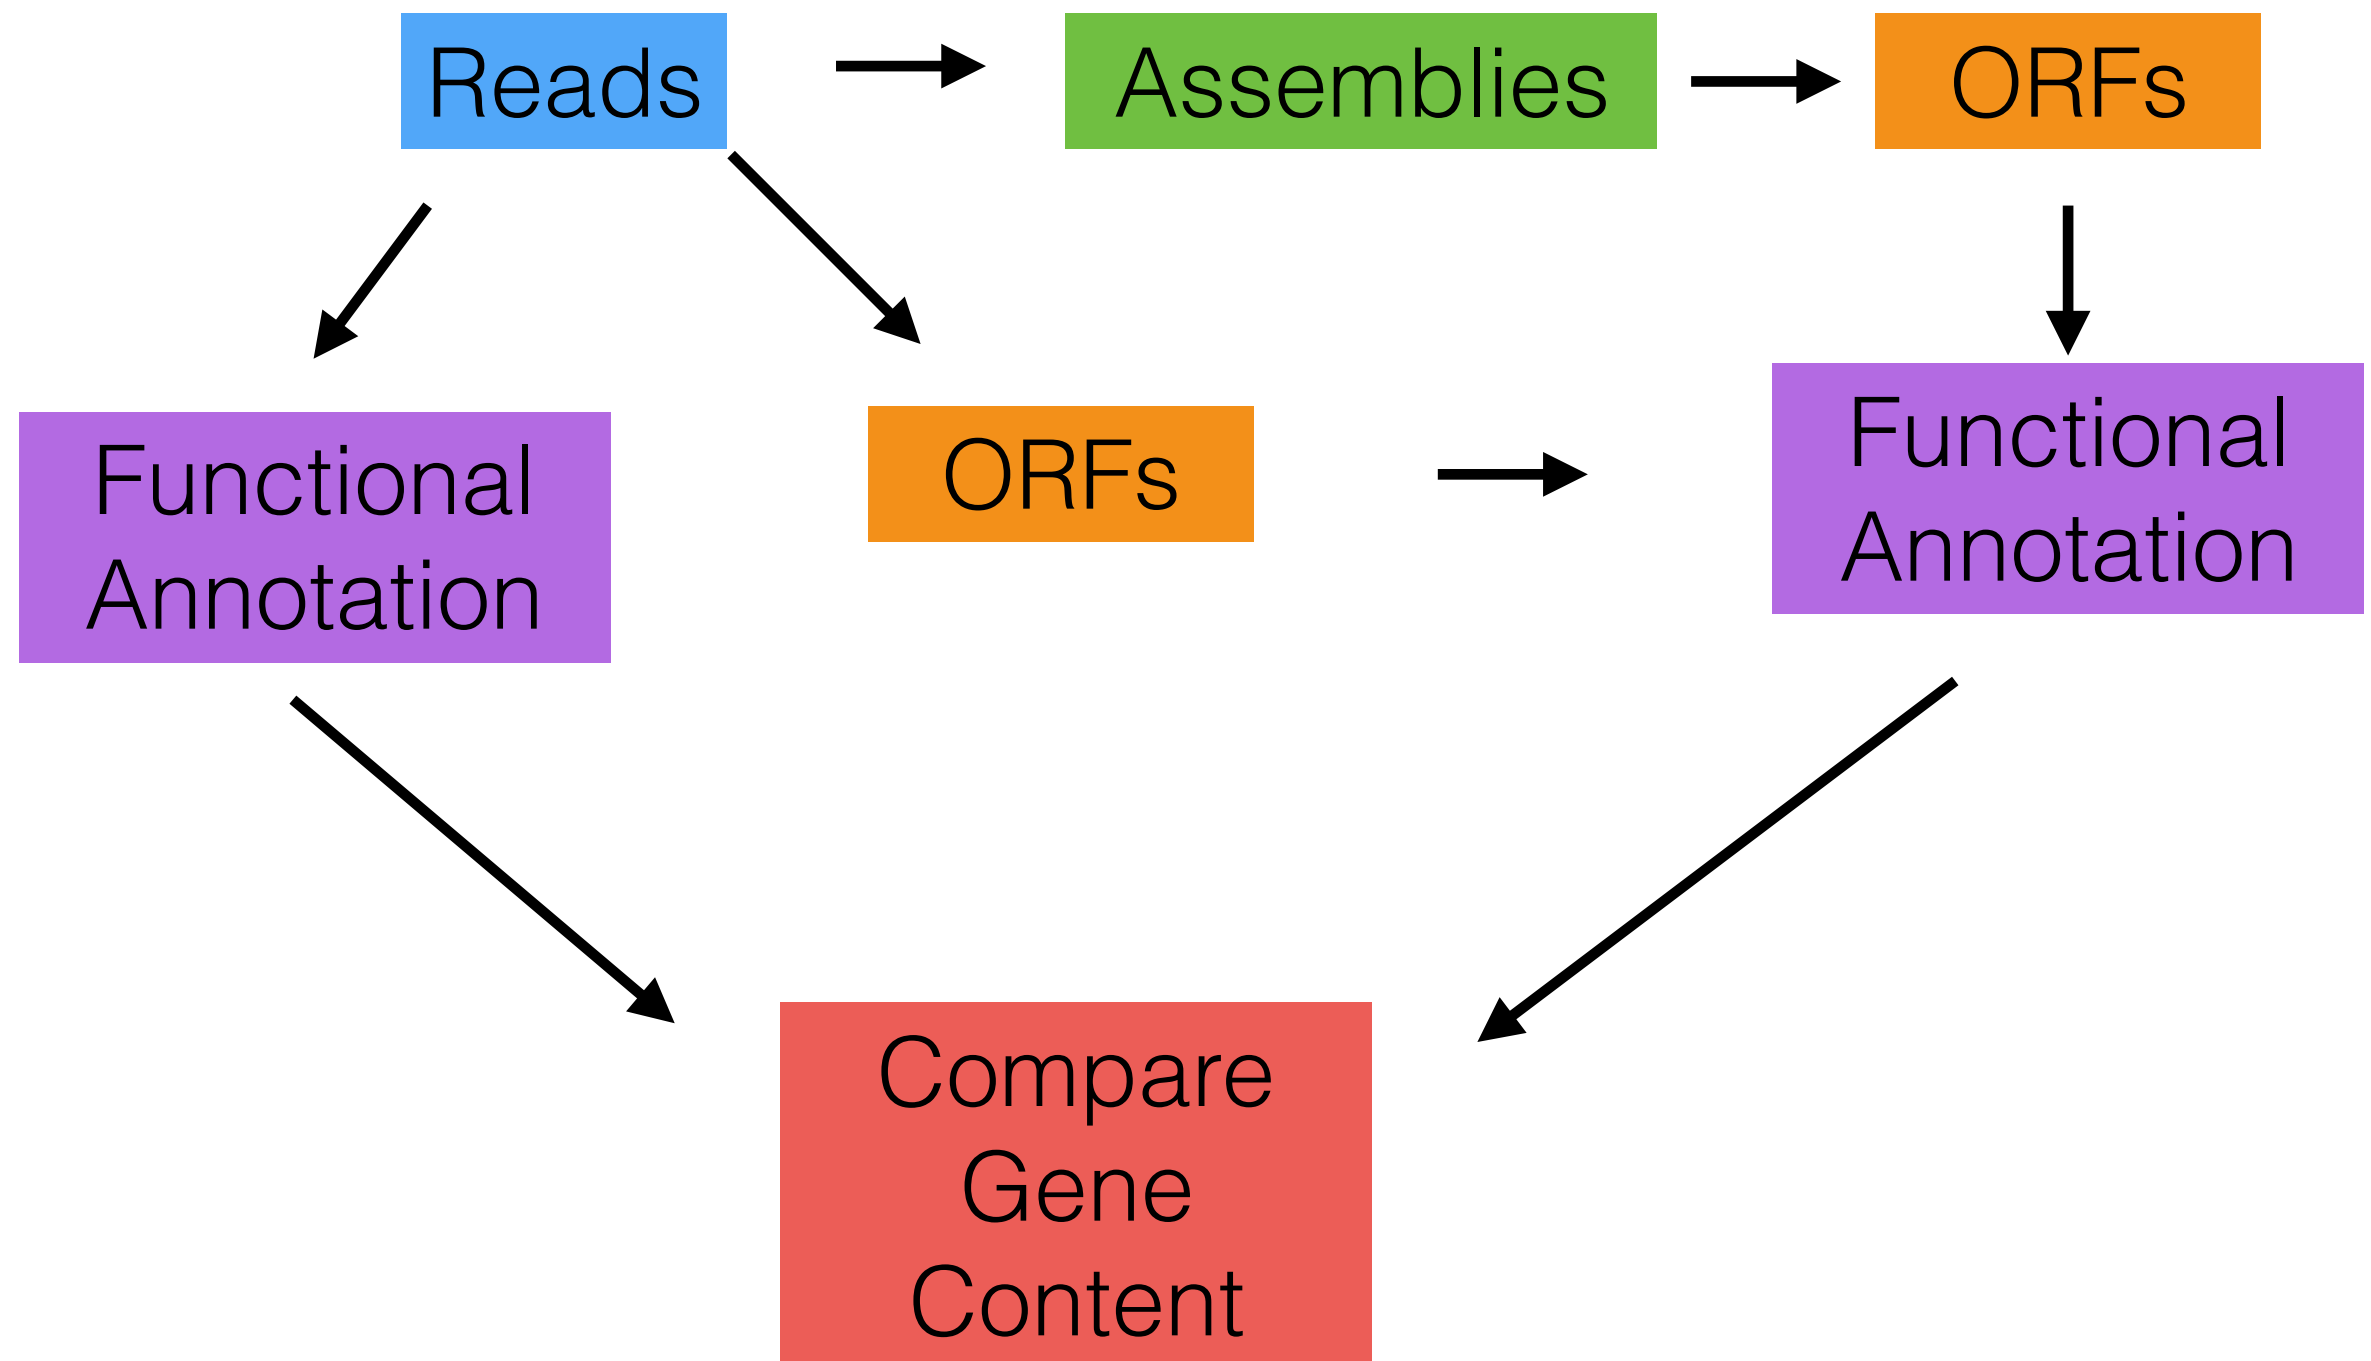 Reads
Assemblies
ORFs
Functional
Annotation
ORFs
Functional
Annotation
Compare
Gene
Content